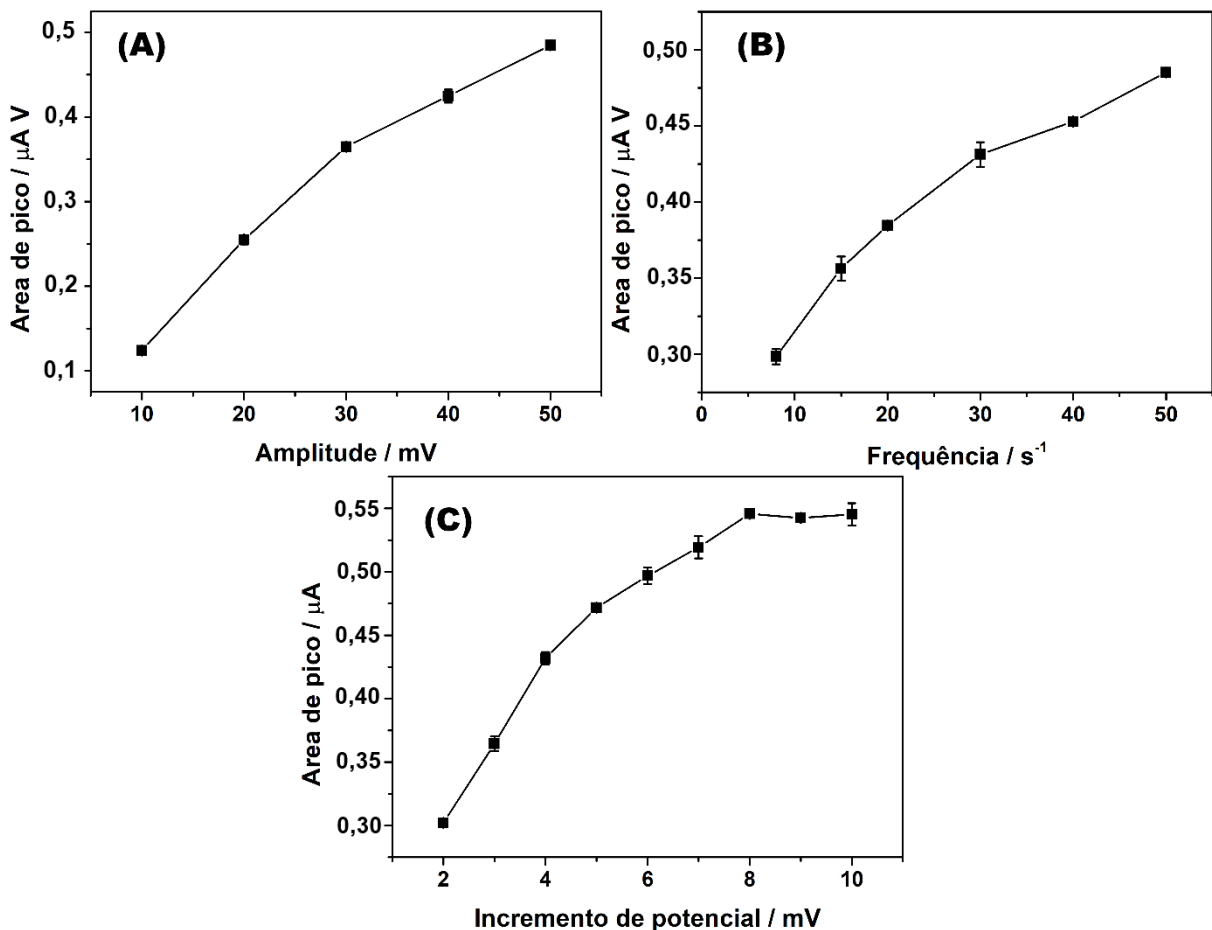 (A)
0,5
0,4
0,3
0,2
0,1
Area de pico / μA V
10 20 30 40 50
Amplitude / mV
(B)
0,50
0,45
0,40
0,35
0,30
Area de pico / μA V
0 10 20 30 40 50
Frequência / s⁻¹
(C)
0,55
0,50
0,45
0,40
0,35
0,30
Area de pico / μA
2 4 6 8 10
Incremento de potencial / mV